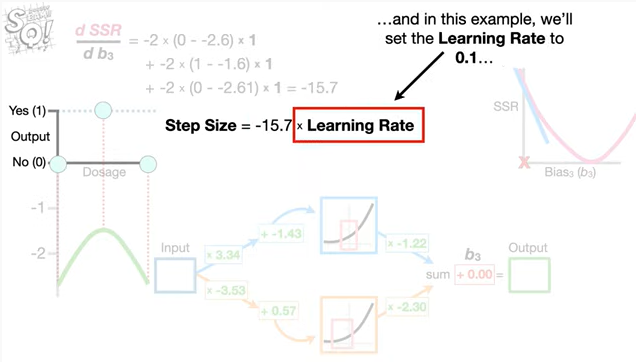 SQ!
d SSR
d b₃
= -2 × (0 - -2.6) × 1
+ -2 × (1 - -1.6) × 1
+ -2 × (0 - -2.61) × 1 = -15.7
...and in this example, we'll
set the Learning Rate to
0.1...
Step Size = -15.7 × Learning Rate
Yes (1)
Output
No (0)
Dosage
-1
-2
SSR
X
Bias₃ (b₃)
Input
× 3.34
+ -1.43
× -1.22
× -3.53
+ 0.57
× -2.30
b₃
sum + 0.00 =
Output